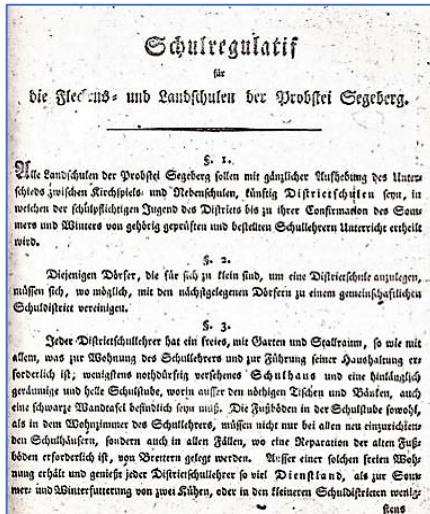 Schulregulatif
für
die Fleckens- und Landschulen der Probstei Segeberg.
§. 1.
Alle Landschulen der Probstei Segeberg sollen mit gänzlicher Aufhebung des Unter-
schieds zwischen Kirchspiels- und Nebenschulen, künftig Districtschulen seyn, in
welchen der schulpflichtigen Jugend des Districts bis zu ihrer Confirmation des Som-
mers und Winters von gehörig geprüften und bestellten Schullehrern Unterricht ertheilt
wird.
§. 2.
Diejenigen Dörfer, die für sich zu klein sind, um eine Districtschule anzulegen,
müssen sich, wo möglich, mit den nächstgelegenen Dörfern zu einem gemeinschaftlichen
Schuldistrict vereinigen.
§. 3.
Jeder Districtschullehrer hat ein freies, mit Garten und Stallraum, so wie mit
allem, was zur Wohnung des Schullehrers und zur Führung seiner Haushaltung er-
forderlich ist; wenigstens nothdürftig versehenes Schulhaus und eine hinlänglich
geräumige und helle Schulstube, worin ausser den nöthigen Tischen und Bänken, auch
eine schwarze Wandtafel befindlich seyn muß. Die Fußböden in der Schulstube sowohl,
als in dem Wohnzimmer des Schullehrers, müssen nicht nur bei allen neu einzurichten-
den Schulhäusern, sondern auch in allen Fällen, wo eine Reparation der alten Fuß-
böden erforderlich ist, von Brettern gelegt werden. Ausser einer solchen freien Woh-
nung erhält und genießt jeder Districtschullehrer so viel Dienstland, als zur Som-
mer- und Winterfutterung von zwei Kühen, oder in den kleineren Schuldistricten wenig-
stens